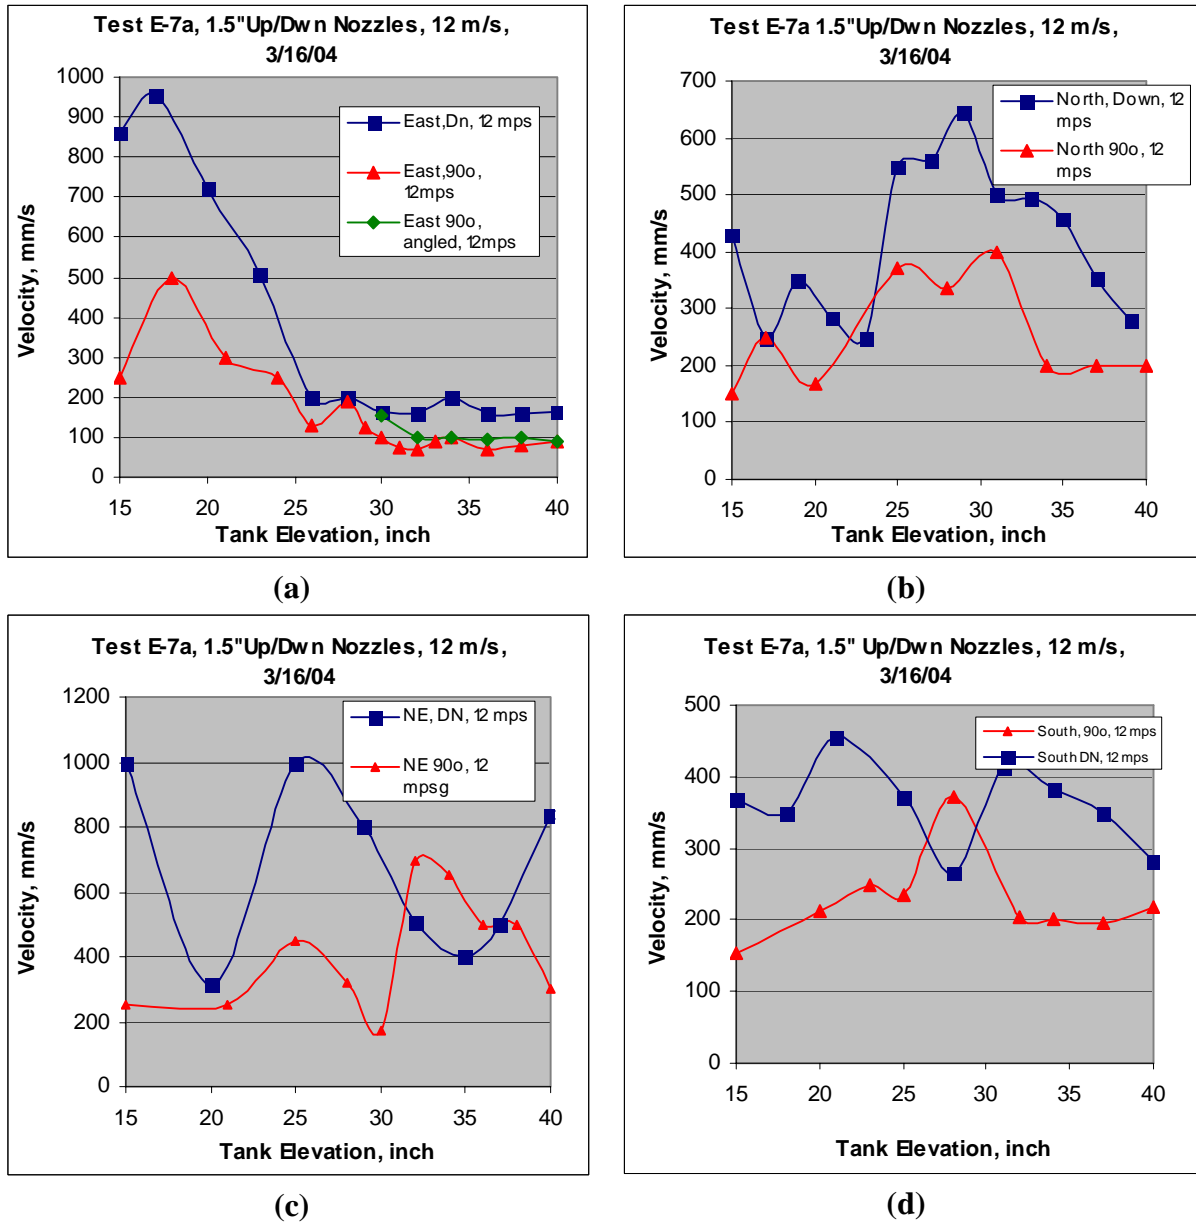 Test E-7a, 1.5"Up/Dwn Nozzles, 12 m/s,
3/16/04
1000
900
800
700
600
500
400
300
200
100
0
Velocity, mm/s
East,Dn, 12 mps
East,90o,
12mps
East 90o,
angled, 12mps
15 20 25 30 35 40
Tank Elevation, inch
(a)
Test E-7a 1.5"Up/Dwn Nozzles, 12 m/s,
3/16/04
700
600
500
400
300
200
100
0
Velocity, mm/s
North, Down, 12
mps
North 90o, 12
mps
15 20 25 30 35 40
Tank Elevation, inch
(b)
Test E-7a, 1.5"Up/Dwn Nozzles, 12 m/s,
3/16/04
1200
1000
800
600
400
200
0
Velocity, mm/s
NE, DN, 12 mps
NE 90o, 12
mpsg
15 20 25 30 35 40
Tank Elevation, inch
(c)
Test E-7a, 1.5" Up/Dwn Nozzles, 12 m/s,
3/16/04
500
400
300
200
100
0
Velocity, mm/s
South, 90o, 12 mps
South DN, 12 mps
15 20 25 30 35 40
Tank Elevation, inch
(d)